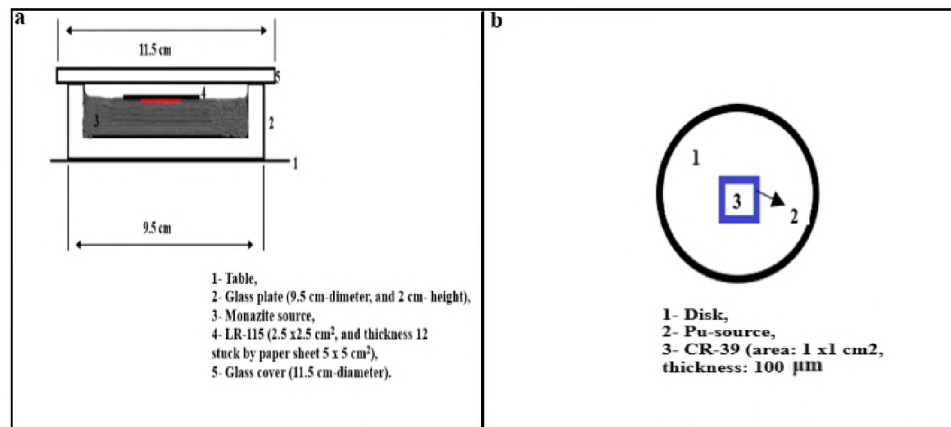 a
11.5 cm
5
4
3
2
1
9.5 cm
1- Table,
2- Glass plate (9.5 cm-dimeter, and 2 cm- height),
3- Monazite source,
4- LR-115 (2.5 x2.5 cm², and thickness 12
stuck by paper sheet 5 x 5 cm²),
5- Glass cover (11.5 cm-diameter).
b
1
3
2
1- Disk,
2- Pu-source,
3- CR-39 (area: 1 x1 cm2,
thickness: 100 μm